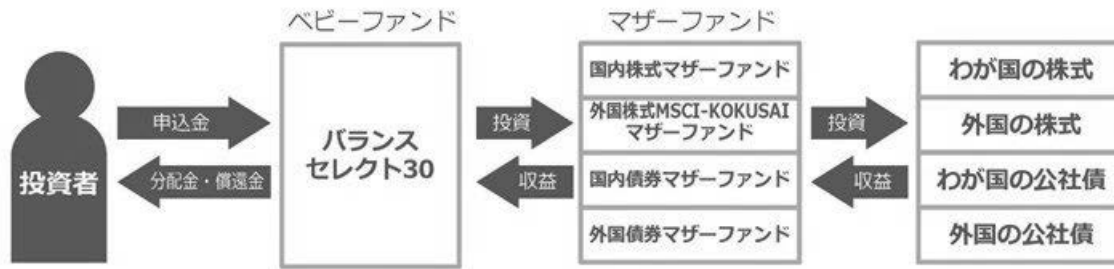 ベビーファンド
マザーファンド
投資者
申込金
分配金・償還金
バランス
セレクト30
投資
収益
国内株式マザーファンド
外国株式MSCI-KOKUSAI
マザーファンド
国内債券マザーファンド
外国債券マザーファンド
投資
収益
わが国の株式
外国の株式
わが国の公社債
外国の公社債